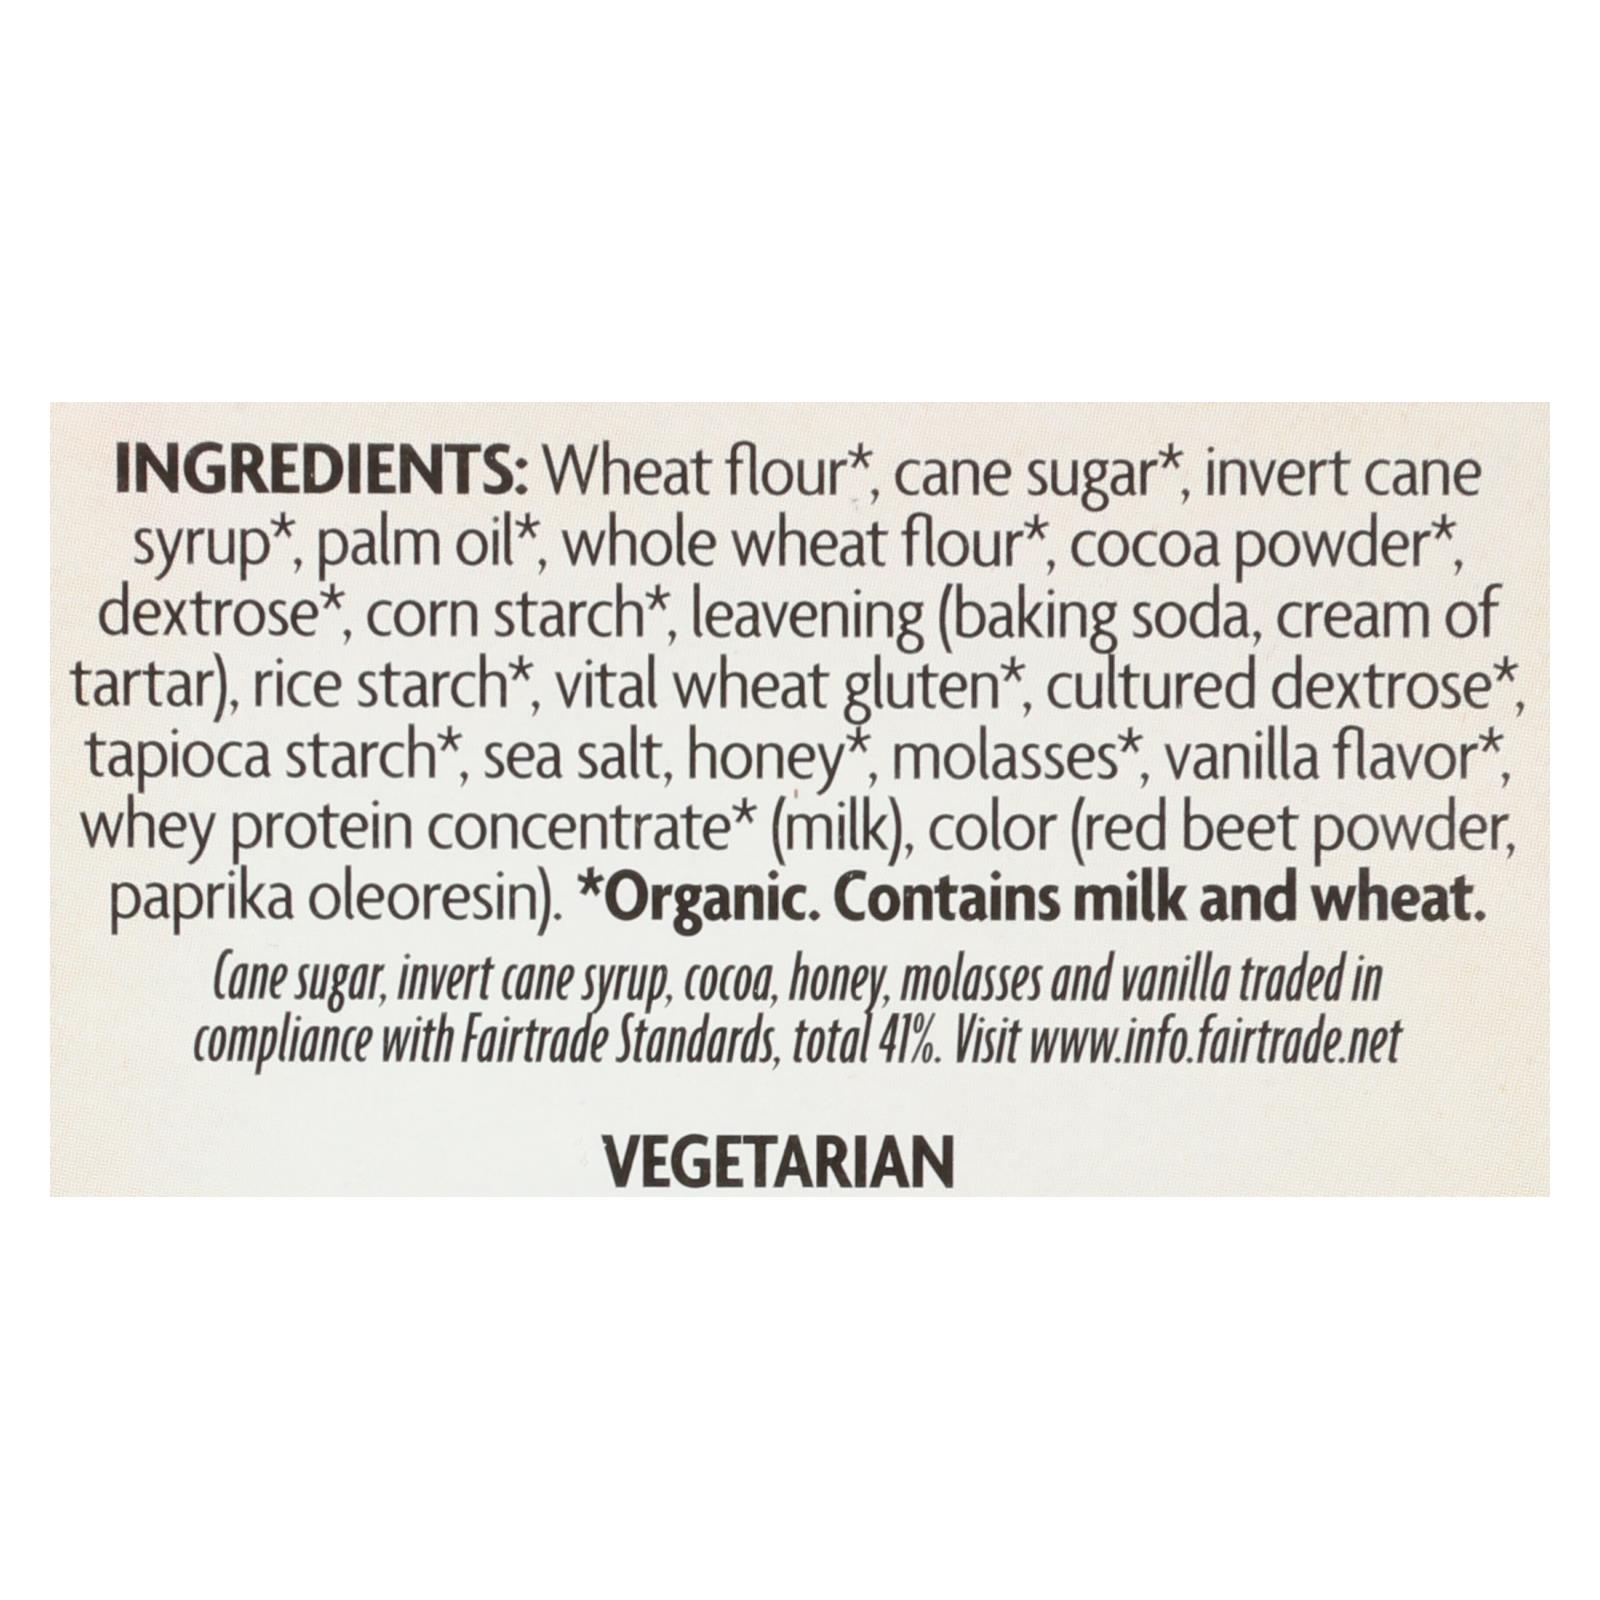 INGREDIENTS: Wheat flour*, cane sugar*, invert cane
syrup*, palm oil*, whole wheat flour*, cocoa powder*,
dextrose*, corn starch*, leavening (baking soda, cream of
tartar), rice starch*, vital wheat gluten*, cultured dextrose*,
tapioca starch*, sea salt, honey*, molasses*, vanilla flavor*,
whey protein concentrate* (milk), color (red beet powder,
paprika oleoresin). *Organic. Contains milk and wheat.
Cane sugar, invert cane syrup, cocoa, honey, molasses and vanilla traded in
compliance with Fairtrade Standards, total 41%. Visit www.info.fairtrade.net
VEGETARIAN